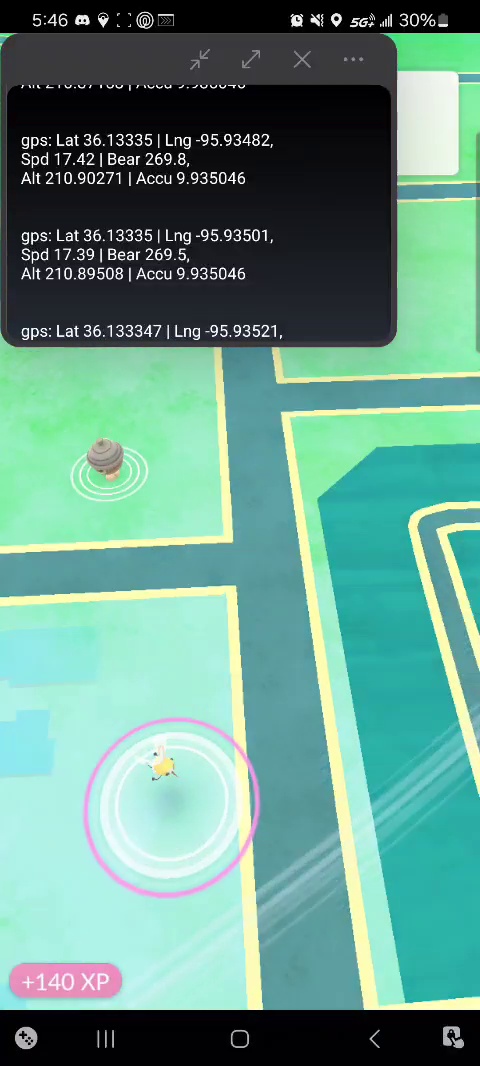 5:46
5G 30%
gps: Lat 36.13335 | Lng -95.93482,
Spd 17.42 | Bear 269.8,
Alt 210.90271 | Accu 9.935046
gps: Lat 36.13335 | Lng -95.93501,
Spd 17.39 | Bear 269.5,
Alt 210.89508 | Accu 9.935046
gps: Lat 36.133347 | Lng -95.93521,
+140 XP